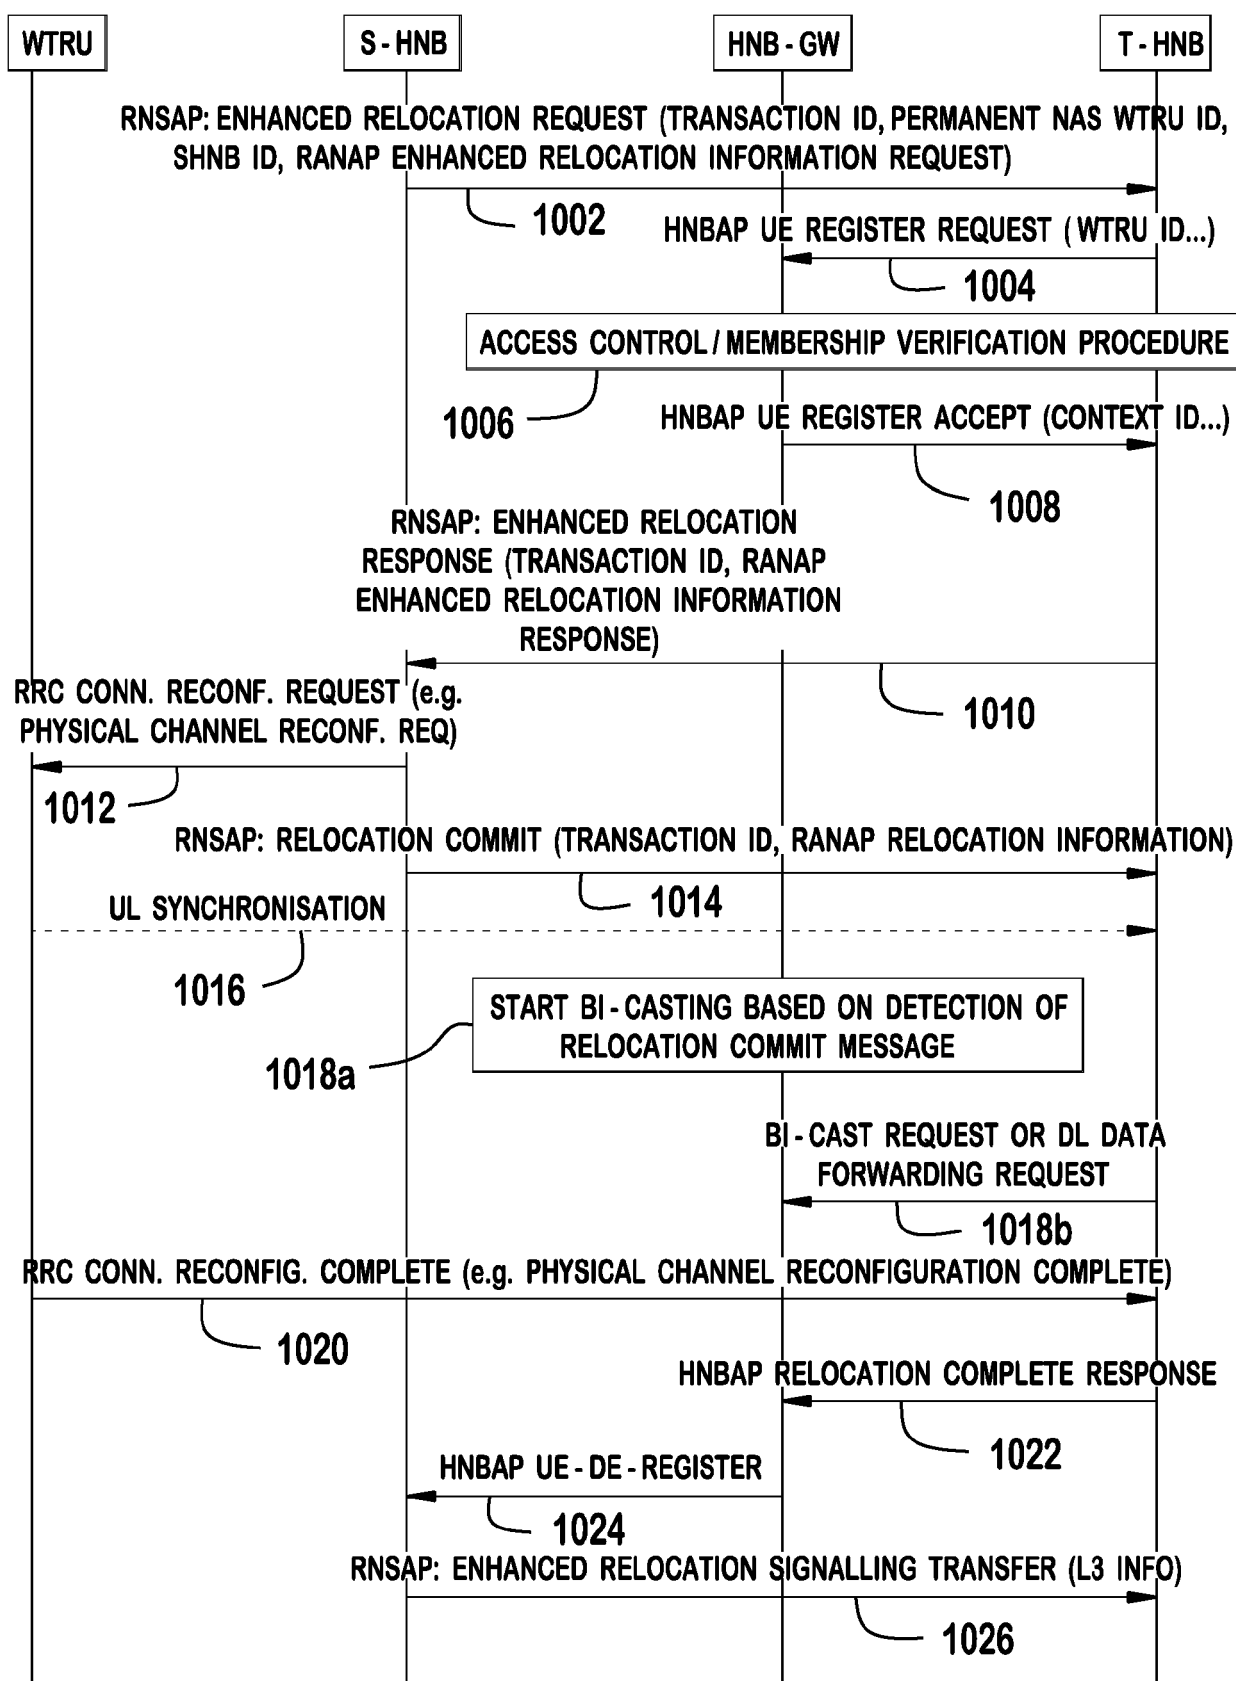 WTRU
S-HNB
HNB-GW
T-HNB
RNSAP: ENHANCED RELOCATION REQUEST (TRANSACTION ID, PERMANENT NAS WTRU ID,
SHNB ID, RANAP ENHANCED RELOCATION INFORMATION REQUEST)
1002
HNBAP UE REGISTER REQUEST (WTRU ID...)
1004
ACCESS CONTROL/MEMBERSHIP VERIFICATION PROCEDURE
1006
HNBAP UE REGISTER ACCEPT (CONTEXT ID...)
1008
RNSAP: ENHANCED RELOCATION
RESPONSE (TRANSACTION ID, RANAP
ENHANCED RELOCATION INFORMATION
RESPONSE)
1010
RRC CONN. RECONF. REQUEST (e.g.
PHYSICAL CHANNEL RECONF. REQ)
1012
RNSAP: RELOCATION COMMIT (TRANSACTION ID, RANAP RELOCATION INFORMATION)
1014
UL SYNCHRONISATION
1016
START BI-CASTING BASED ON DETECTION OF
RELOCATION COMMIT MESSAGE
1018a
BI-CAST REQUEST OR DL DATA
FORWARDING REQUEST
1018b
RRC CONN. RECONFIG. COMPLETE (e.g. PHYSICAL CHANNEL RECONFIGURATION COMPLETE)
1020
HNBAP RELOCATION COMPLETE RESPONSE
1022
HNBAP UE-DE-REGISTER
1024
RNSAP: ENHANCED RELOCATION SIGNALLING TRANSFER (L3 INFO)
1026